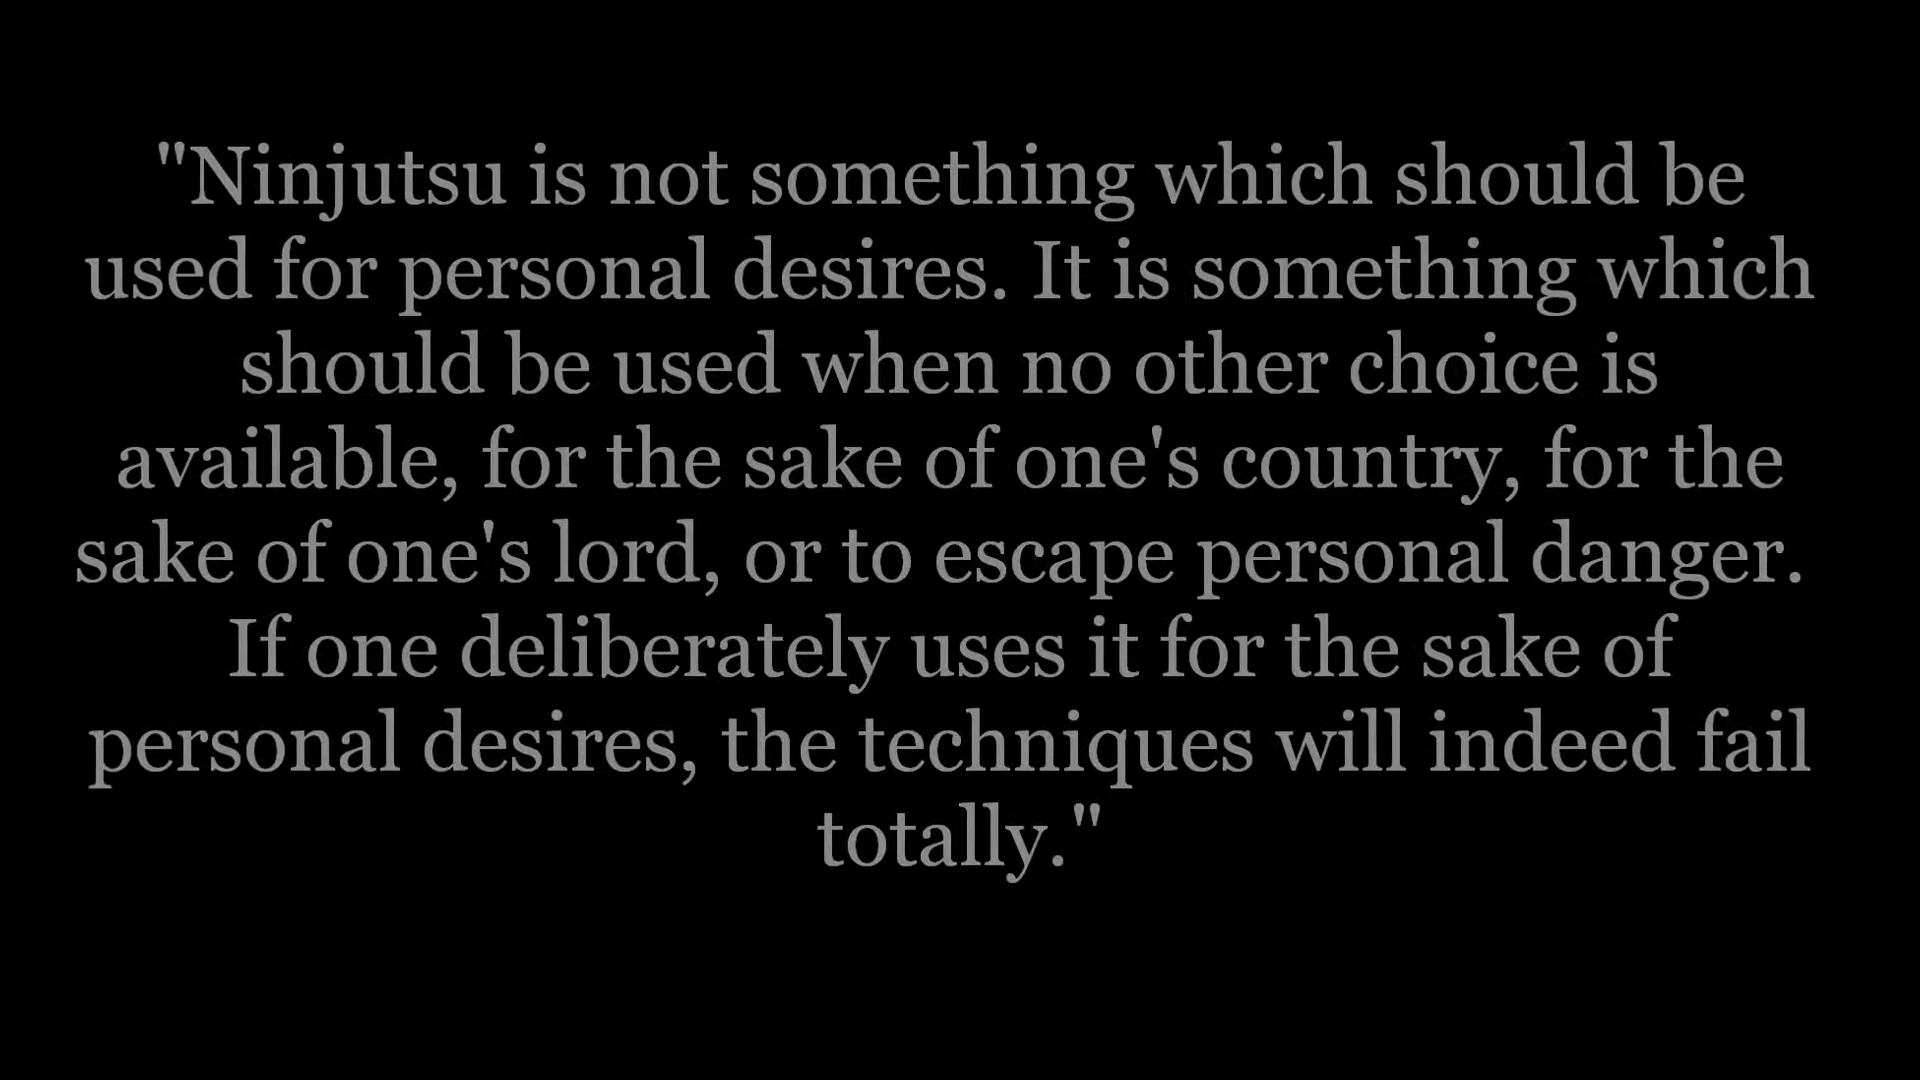 "Ninjutsu is not something which should be
used for personal desires. It is something which
should be used when no other choice is
available, for the sake of one's country, for the
sake of one's lord, or to escape personal danger.
If one deliberately uses it for the sake of
personal desires, the techniques will indeed fail
totally."